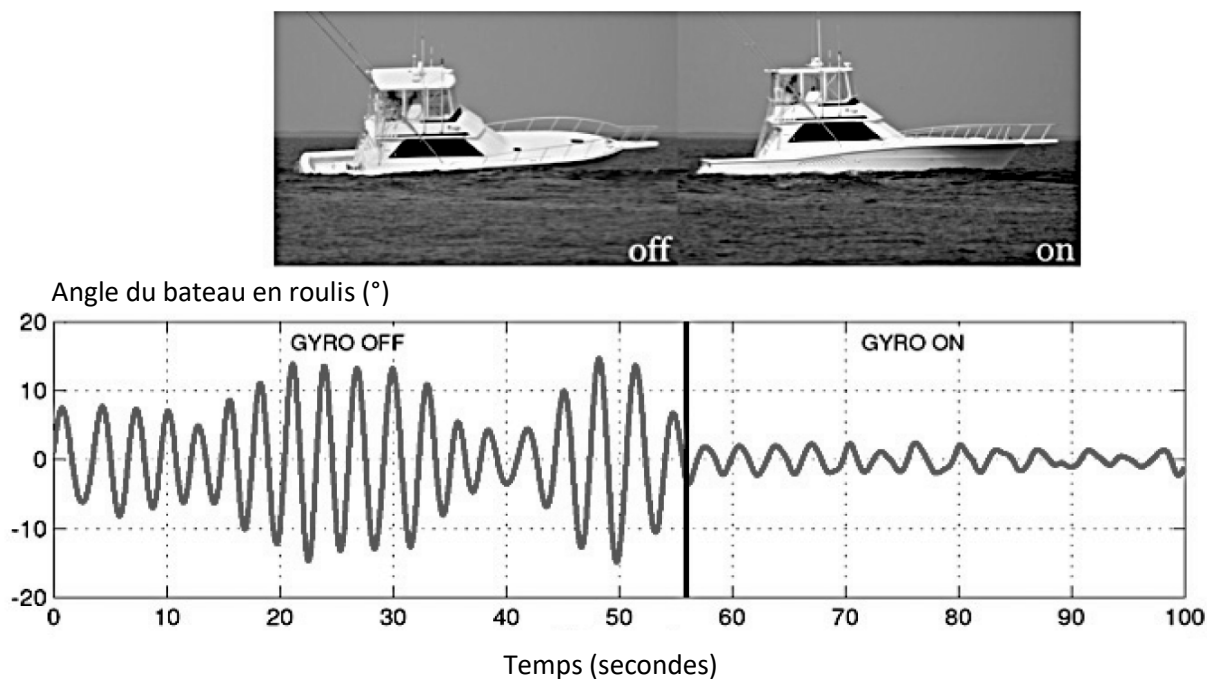 off on
Angle du bateau en roulis (°)
20
GYRO OFF GYRO ON
10
0
-10
-20
0 10 20 30 40 50 60 70 80 90 100
Temps (secondes)